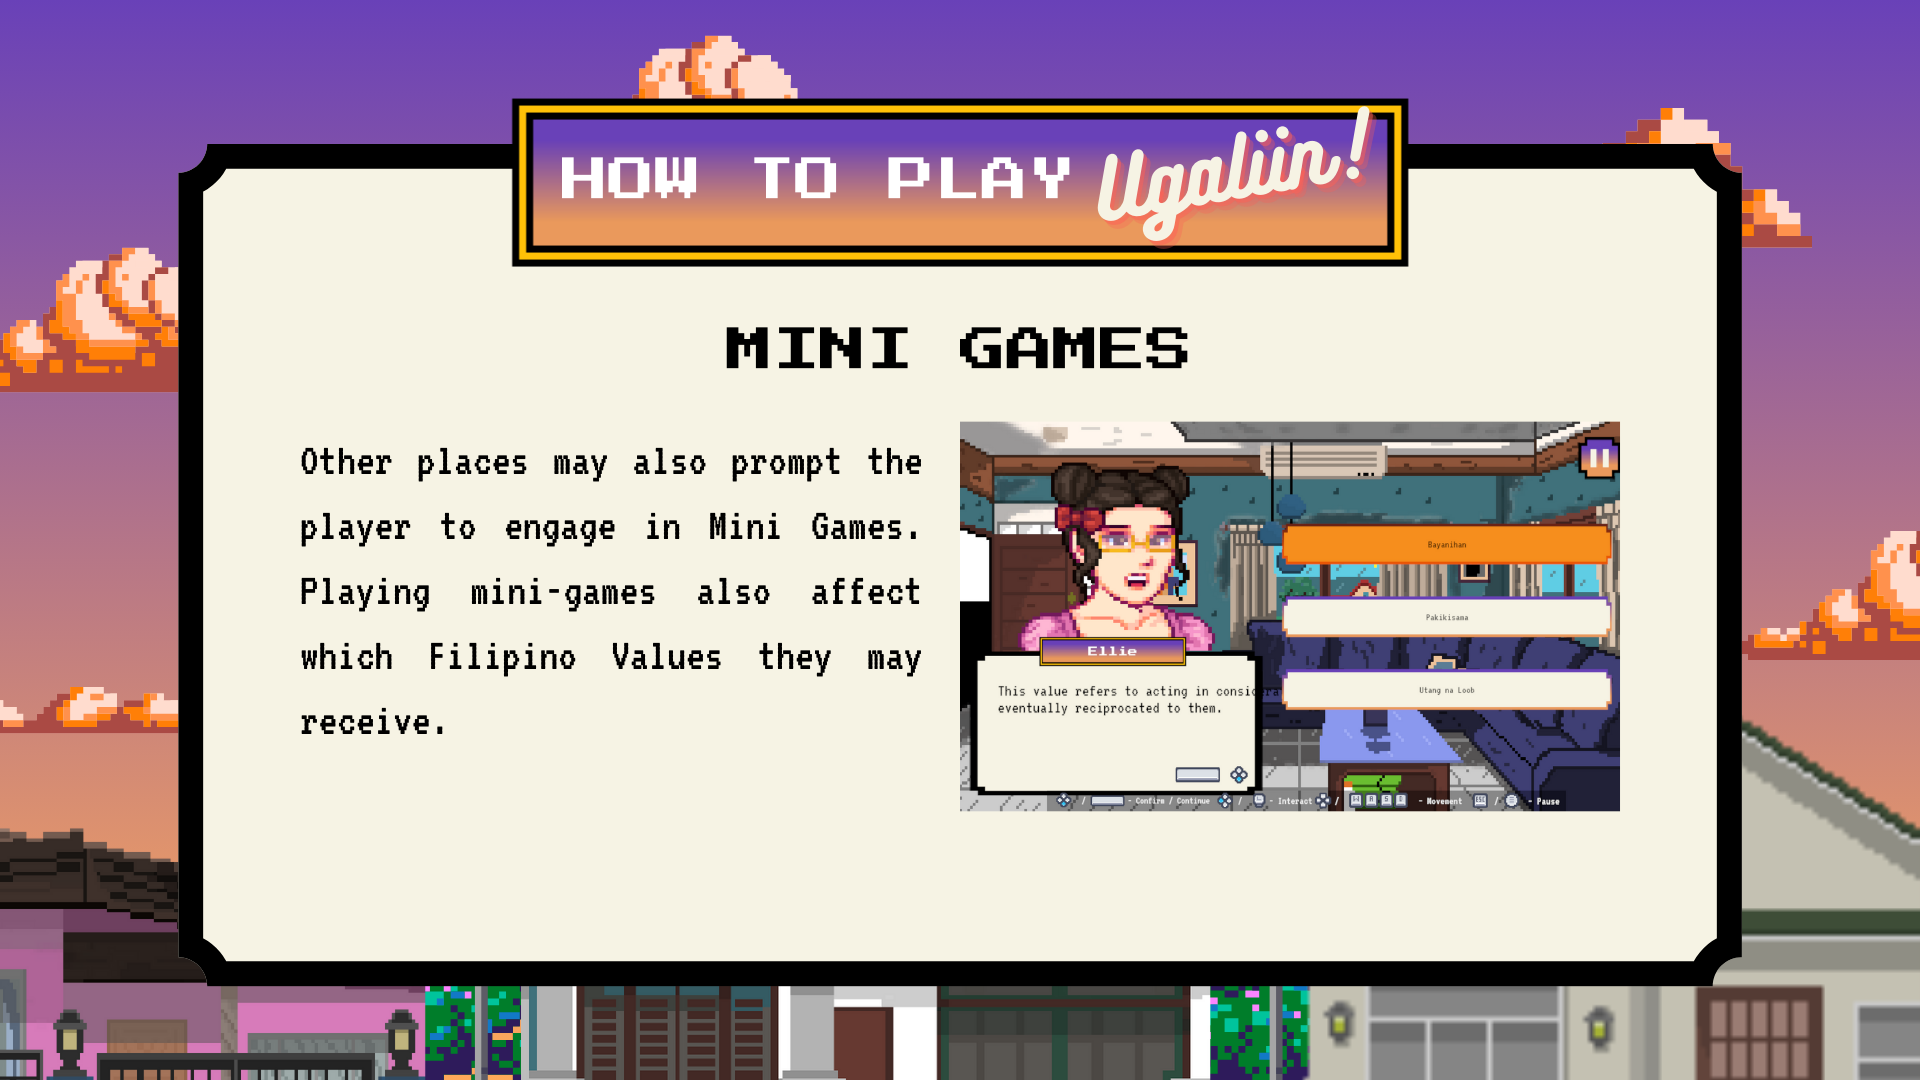 HOW TO PLAY Ugaliin!
MINI GAMES
Other places may also prompt the
player to engage in Mini Games.
Playing mini-games also affect
which Filipino Values they may
receive.
Bayanihan
Pakikisama
Utang na Loob
Ellie
This value refers to acting in
eventually reciprocated to them.
/ - Confirm / Continue / - Interact / W A S D - Movement ESC / - Pause